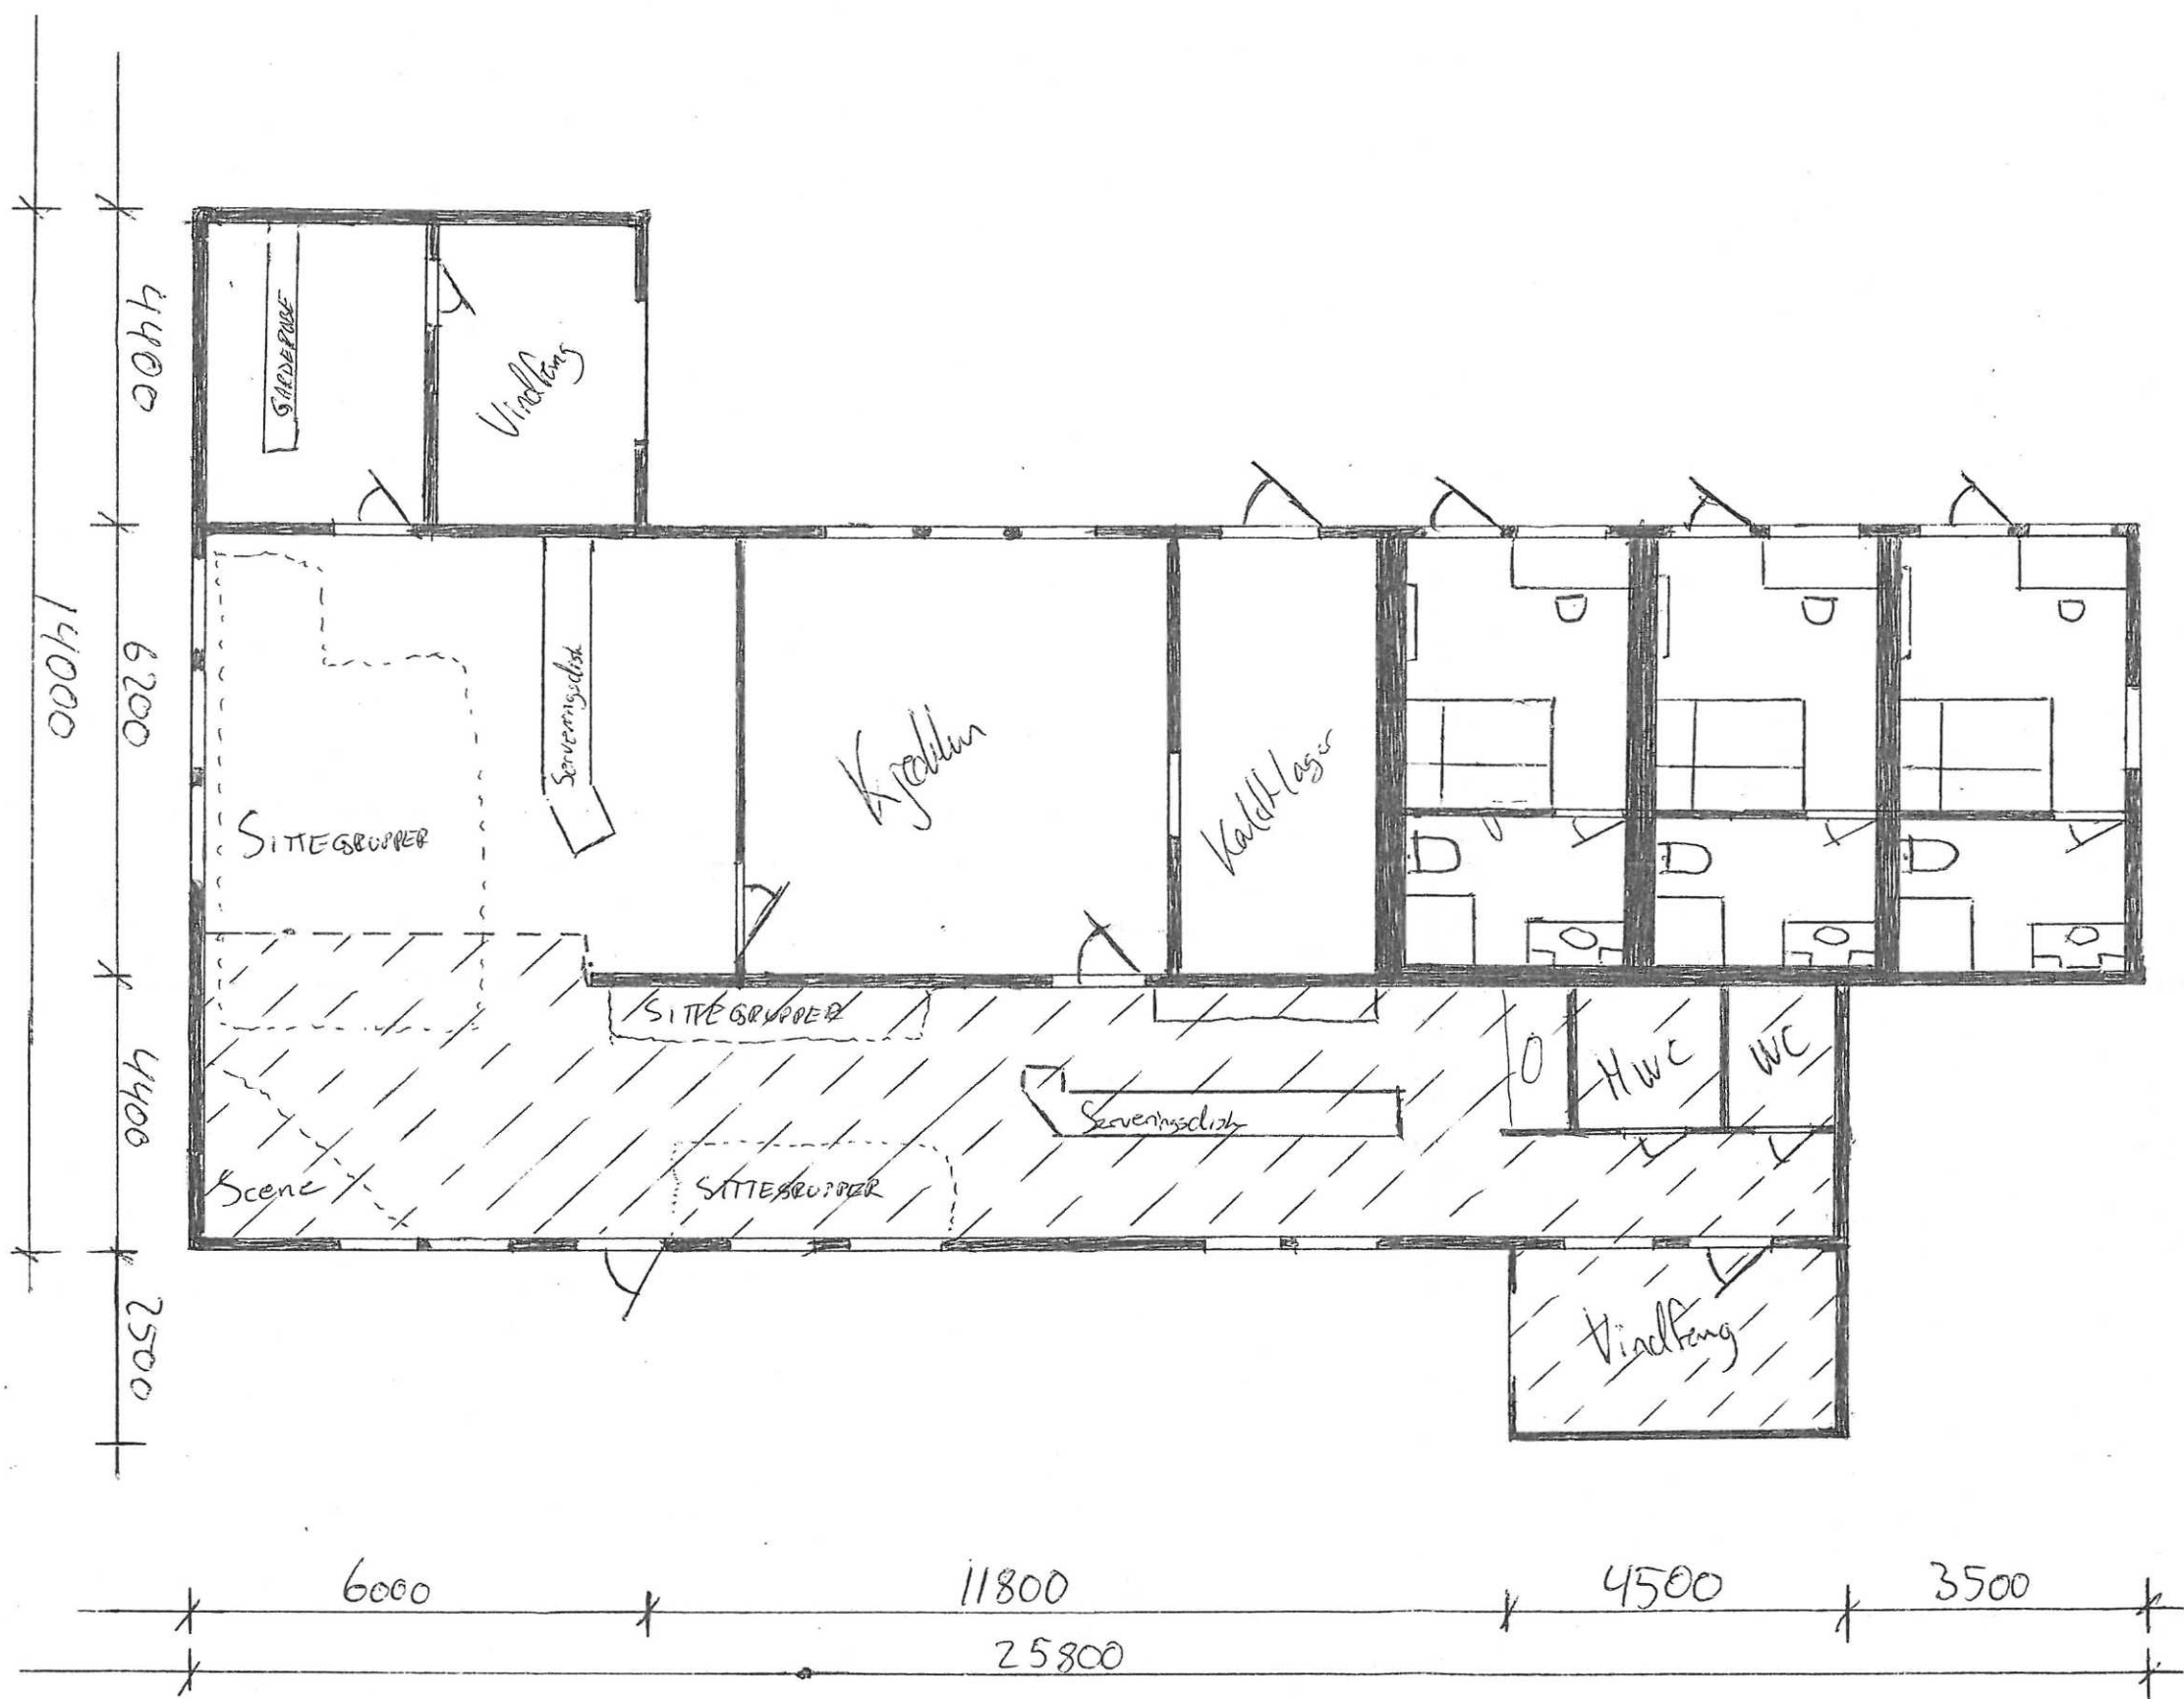 4400
GARDEROBE
Vindfang
14000
6200
Serveringsdisk
Kjøkken
Kaldtlager
SITTEGRUPPER
SITTEGRUPPER
O
HWC
WC
4400
Serveringsdisk
Scene
SITTEGRUPPER
2500
Vindfang
6000
11800
4500
3500
25800